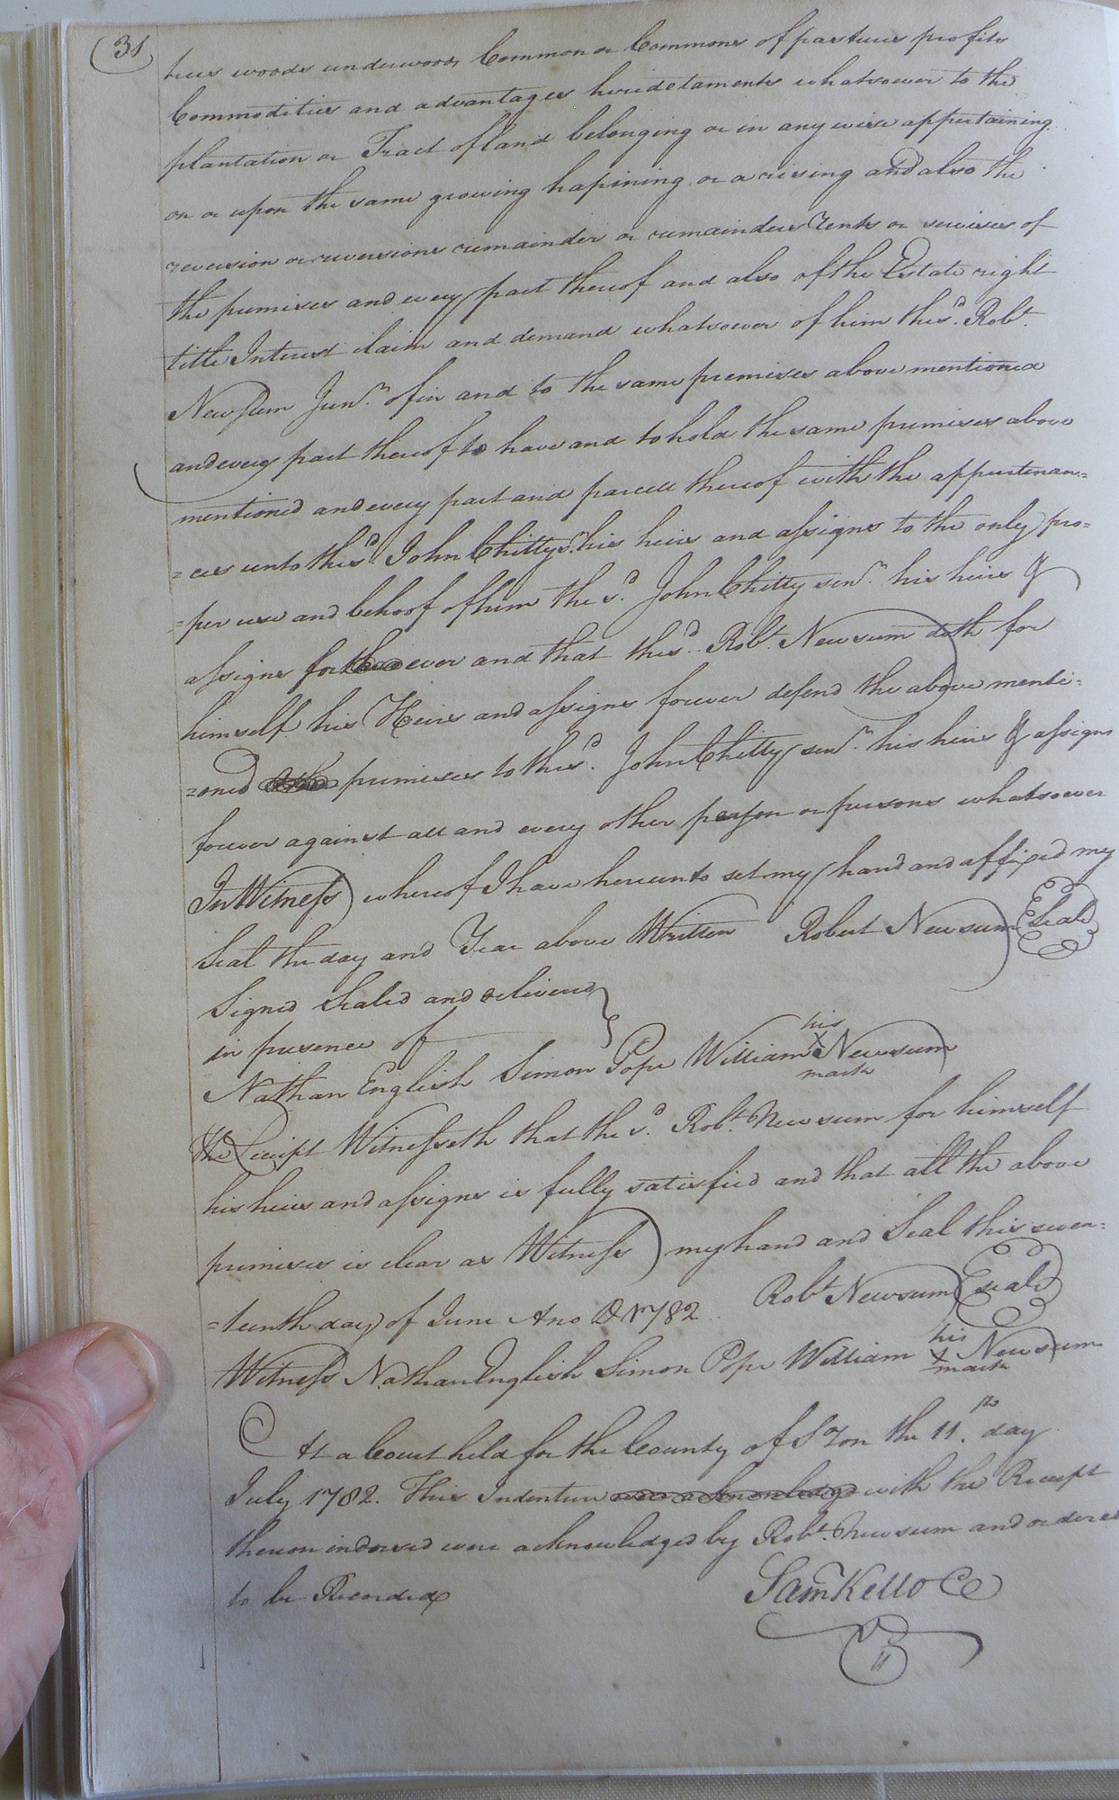 31
trees woods underwoods Common or Commons of pastures profits
Commodities and advantages heridetaments whatsoever to the
plantation or Tract of land belonging or in any wise appertaining
on or upon the same growing hapining or arising and also the
reversion or reversions remainder or remainders Rents or services of
the premises and every part thereof and also of the Estate right
title Interest claim and demand whatsoever of him the sd. Robt.
Newsum Junr. of in and to the same premises above mentioned
and every part thereof to have and to hold the same premises above
mentioned and every part and parcell thereof with the appurtenan=
=ces unto the sd. John Chitty Sr. his heirs and assigns to the only pro=
=per use and behoof of him the sd. John Chitty senr. his heirs &
assigns for ever and that the sd. Robt. Newsum doth for
himself his Heirs and assigns forever defend the above menti=
=oned premises to the sd. John Chitty senr. his heirs & assigns
forever against all and every other person or persons whatsoever
In Witness whereof I have hereunto set my hand and affixed my
Seal the day and Year above Written Robert Newsum Seal
Signed Sealed and delivered
in presence of
Nathan English Simon Pope William his X mark Newsum
The Receipt Witnesseth that the sd. Robt. Newsum for himself
his heirs and assigns is fully satisfied and that all the above
premises is clear as Witness my hand and Seal this seven=
=teenth day of June Ano D 1782 Robt. Newsum Seal
Witness Nathan English Simon Pope William his X mark Newsum
At a Court held for the County of Soton the 11th. day
July 1782. This Indenture was acknowledge with the Receipt
thereon indorsed were acknowledged by Robt. Newsum and ordered
to be Recorded
Saml Kello CC